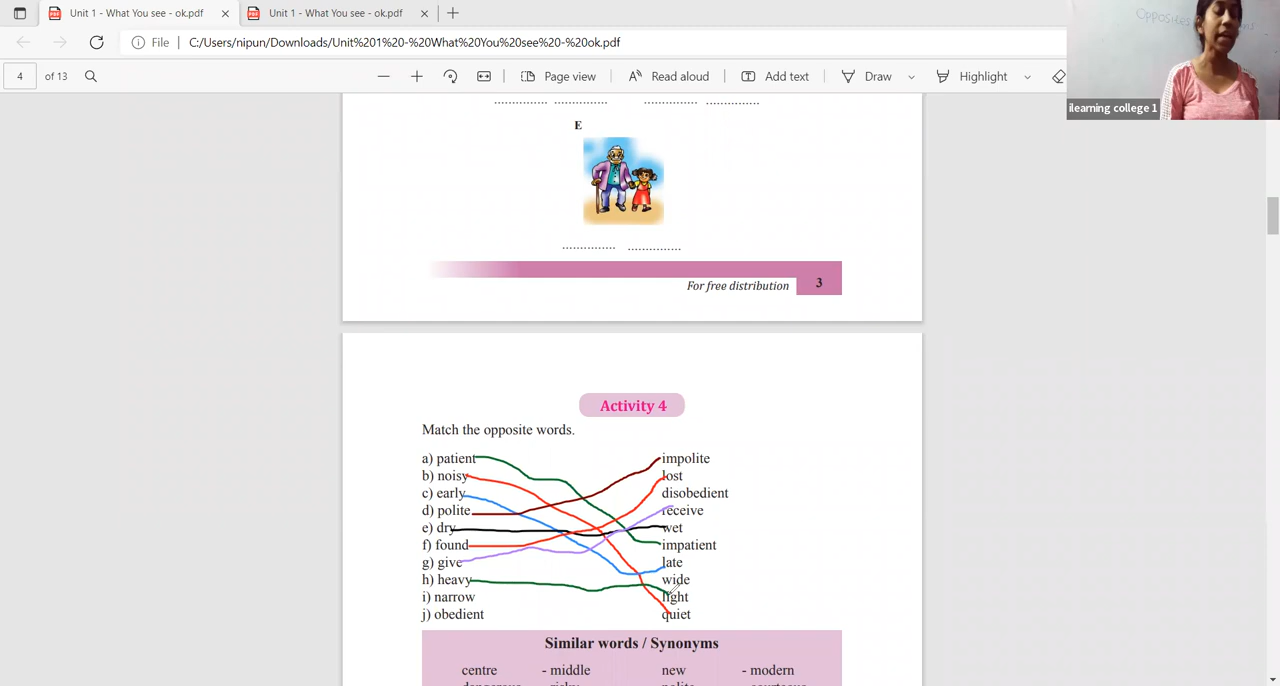 Unit 1 - What You see - ok.pdf
Unit 1 - What You see - ok.pdf
File C:/Users/nipun/Downloads/Unit%201%20-%20What%20You%20see%20-%20ok.pdf
4 of 13 Page view Read aloud Add text Draw Highlight
Opposites
ilearning college 1
E
For free distribution 3
Activity 4
Match the opposite words.
a) patient impolite
b) noisy lost
c) early disobedient
d) polite receive
e) dry wet
f) found impatient
g) give late
h) heavy wide
i) narrow light
j) obedient quiet
Similar words / Synonyms
centre - middle new - modern